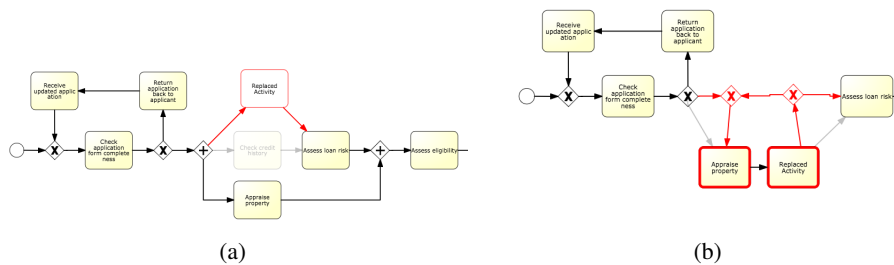 Receive
updated applic
ation
Return
application
back to
applicant
Replaced
Activity
Check
application
form complete
ness
Check credit
history
Assess loan risk
Assess eligibility
Appraise
property
(a)
Receive
updated applic
ation
Return
application
back to
applicant
Check
application
form complete
ness
Assess loan risk
Appraise
property
Replaced
Activity
(b)